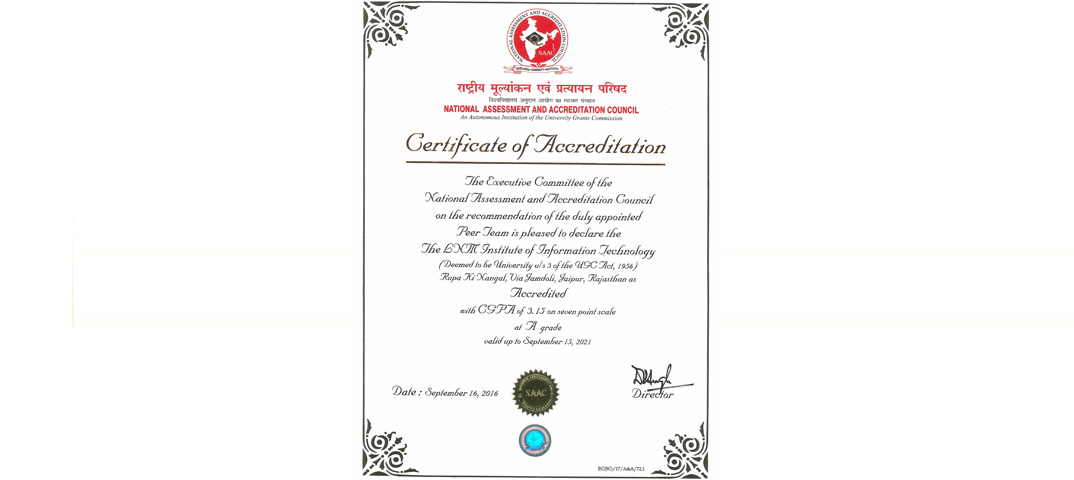 NATIONAL ASSESSMENT AND ACCREDITATION COUNCIL
NAAC
राष्ट्रीय मूल्यांकन एवं प्रत्यायन परिषद
विश्वविद्यालय अनुदान आयोग का स्वायत्त संस्थान
NATIONAL ASSESSMENT AND ACCREDITATION COUNCIL
An Autonomous Institution of the University Grants Commission
Certificate of Accreditation
The Executive Committee of the
National Assessment and Accreditation Council
on the recommendation of the duly appointed
Peer Team is pleased to declare the
The LNM Institute of Information Technology
(Deemed to be University u/s 3 of the UGC Act, 1956)
Rupa Ki Nangal, Via Jamdoli, Jaipur, Rajasthan as
Accredited
with CGPA of 3.15 on seven point scale
at A grade
valid up to September 15, 2021
Date : September 16, 2016
NAAC
Director
EC(SC)/17/A&A/72.1